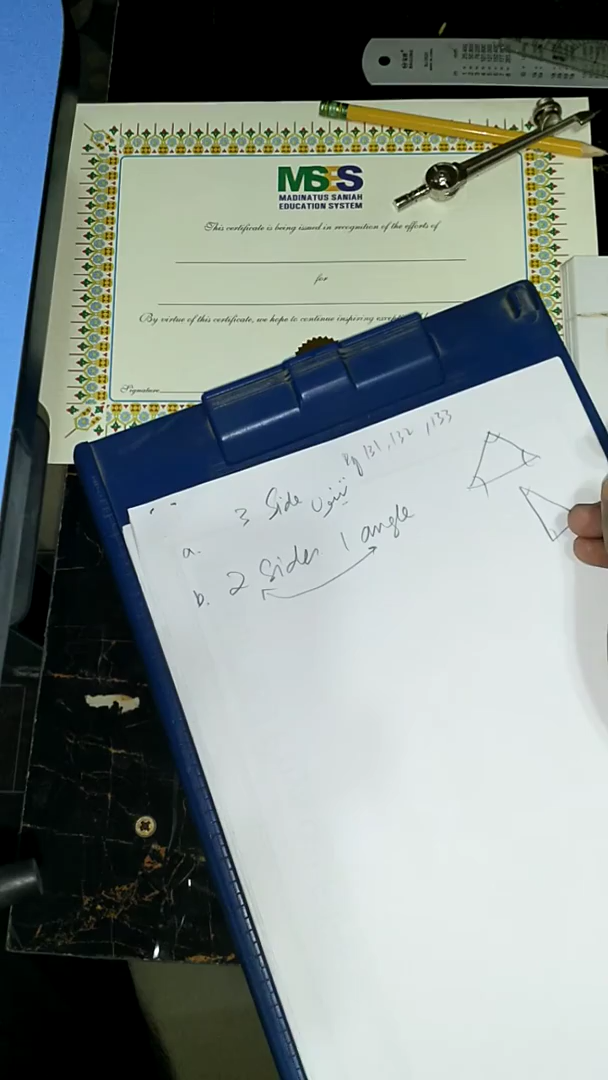 MSES
MADINATUS SANIAH
EDUCATION SYSTEM
This certificate is being issued in recognition of the efforts of
for
By virtue of this certificate, we hope to continue inspiring
Signature
Pg 131, 132, 133
a. 3 Side
b. 2 Sides 1 angle